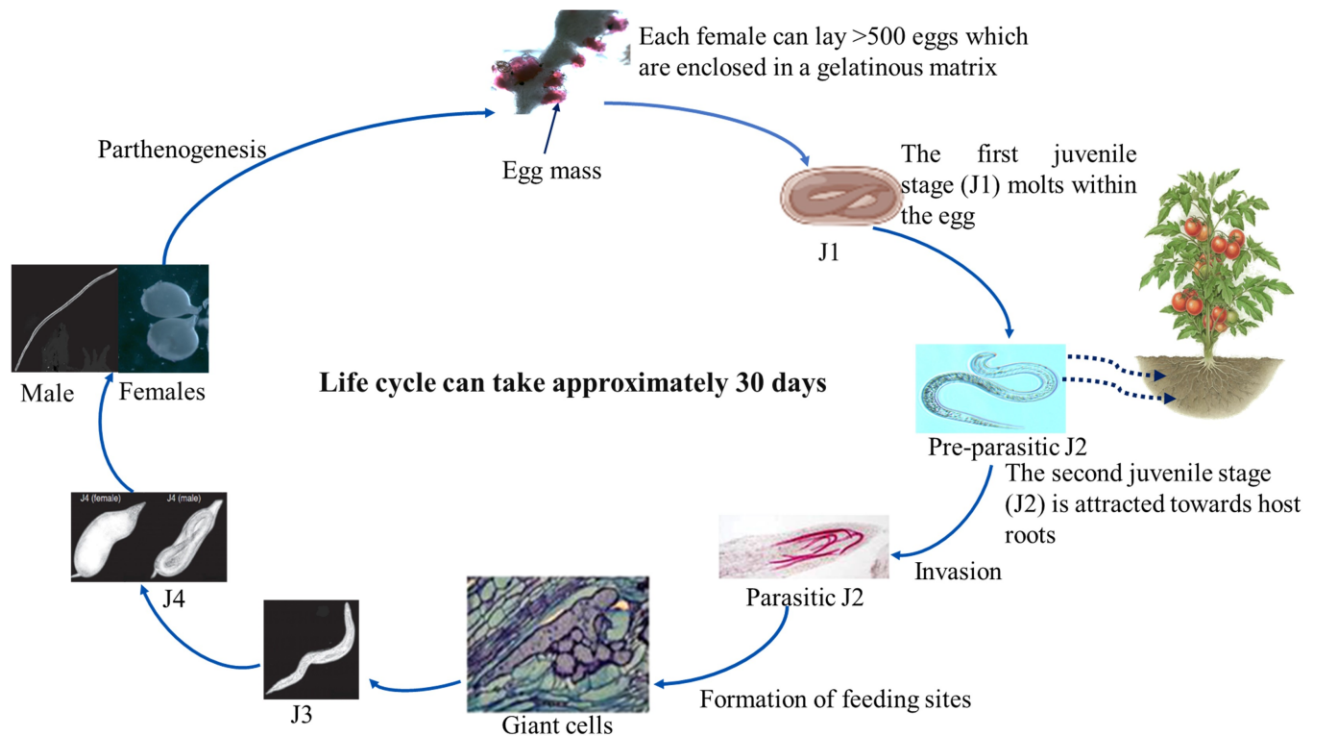 Each female can lay >500 eggs which
are enclosed in a gelatinous matrix
Parthenogenesis
Egg mass
The first juvenile
stage (J1) molts within
the egg
J1
Male
Females
Life cycle can take approximately 30 days
Pre-parasitic J2
The second juvenile stage
(J2) is attracted towards host
roots
J4 (female)
J4 (male)
J4
Invasion
Parasitic J2
J3
Giant cells
Formation of feeding sites